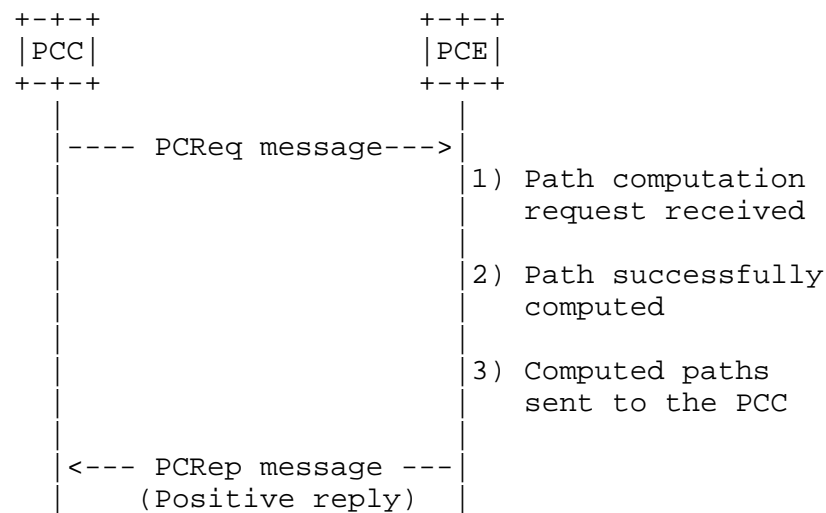 +-+-+ +-+-+
|PCC| |PCE|
+-+-+ +-+-+
|---- PCReq message--->|
1) Path computation
request received
2) Path successfully
computed
3) Computed paths
sent to the PCC
|<--- PCRep message ---|
(Positive reply)